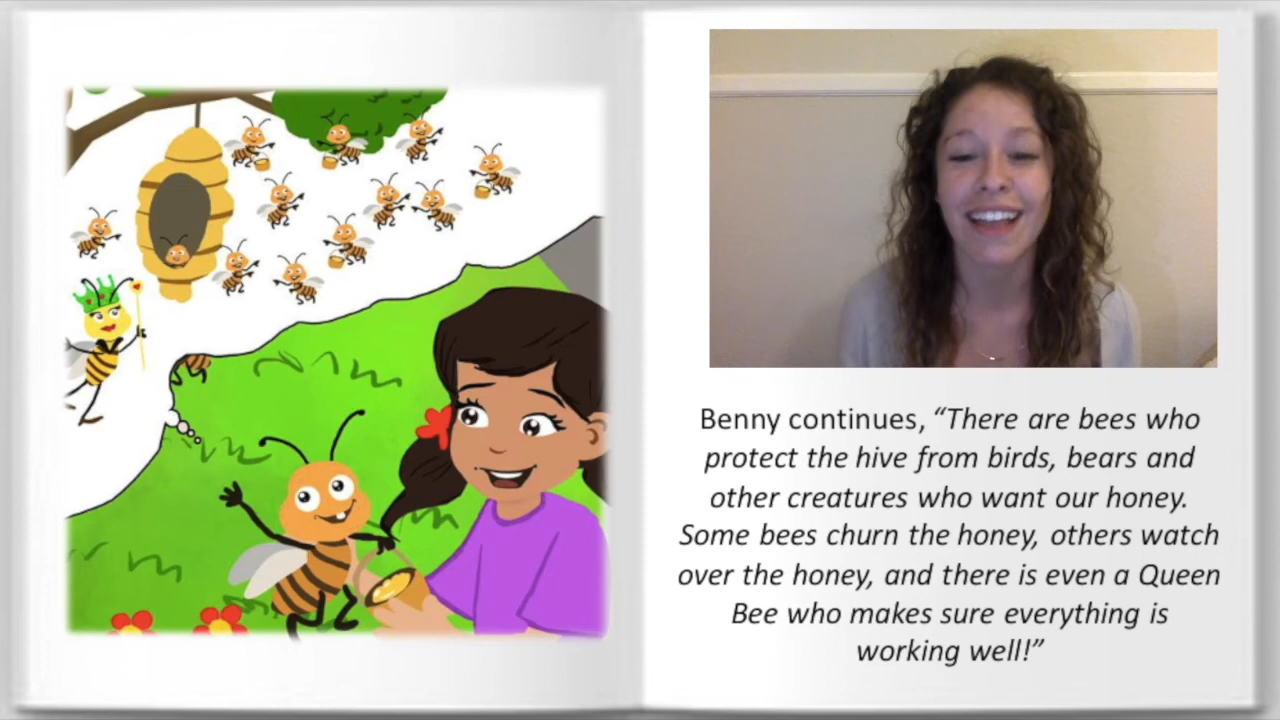 Benny continues, “There are bees who
protect the hive from birds, bears and
other creatures who want our honey.
Some bees churn the honey, others watch
over the honey, and there is even a Queen
Bee who makes sure everything is
working well!”